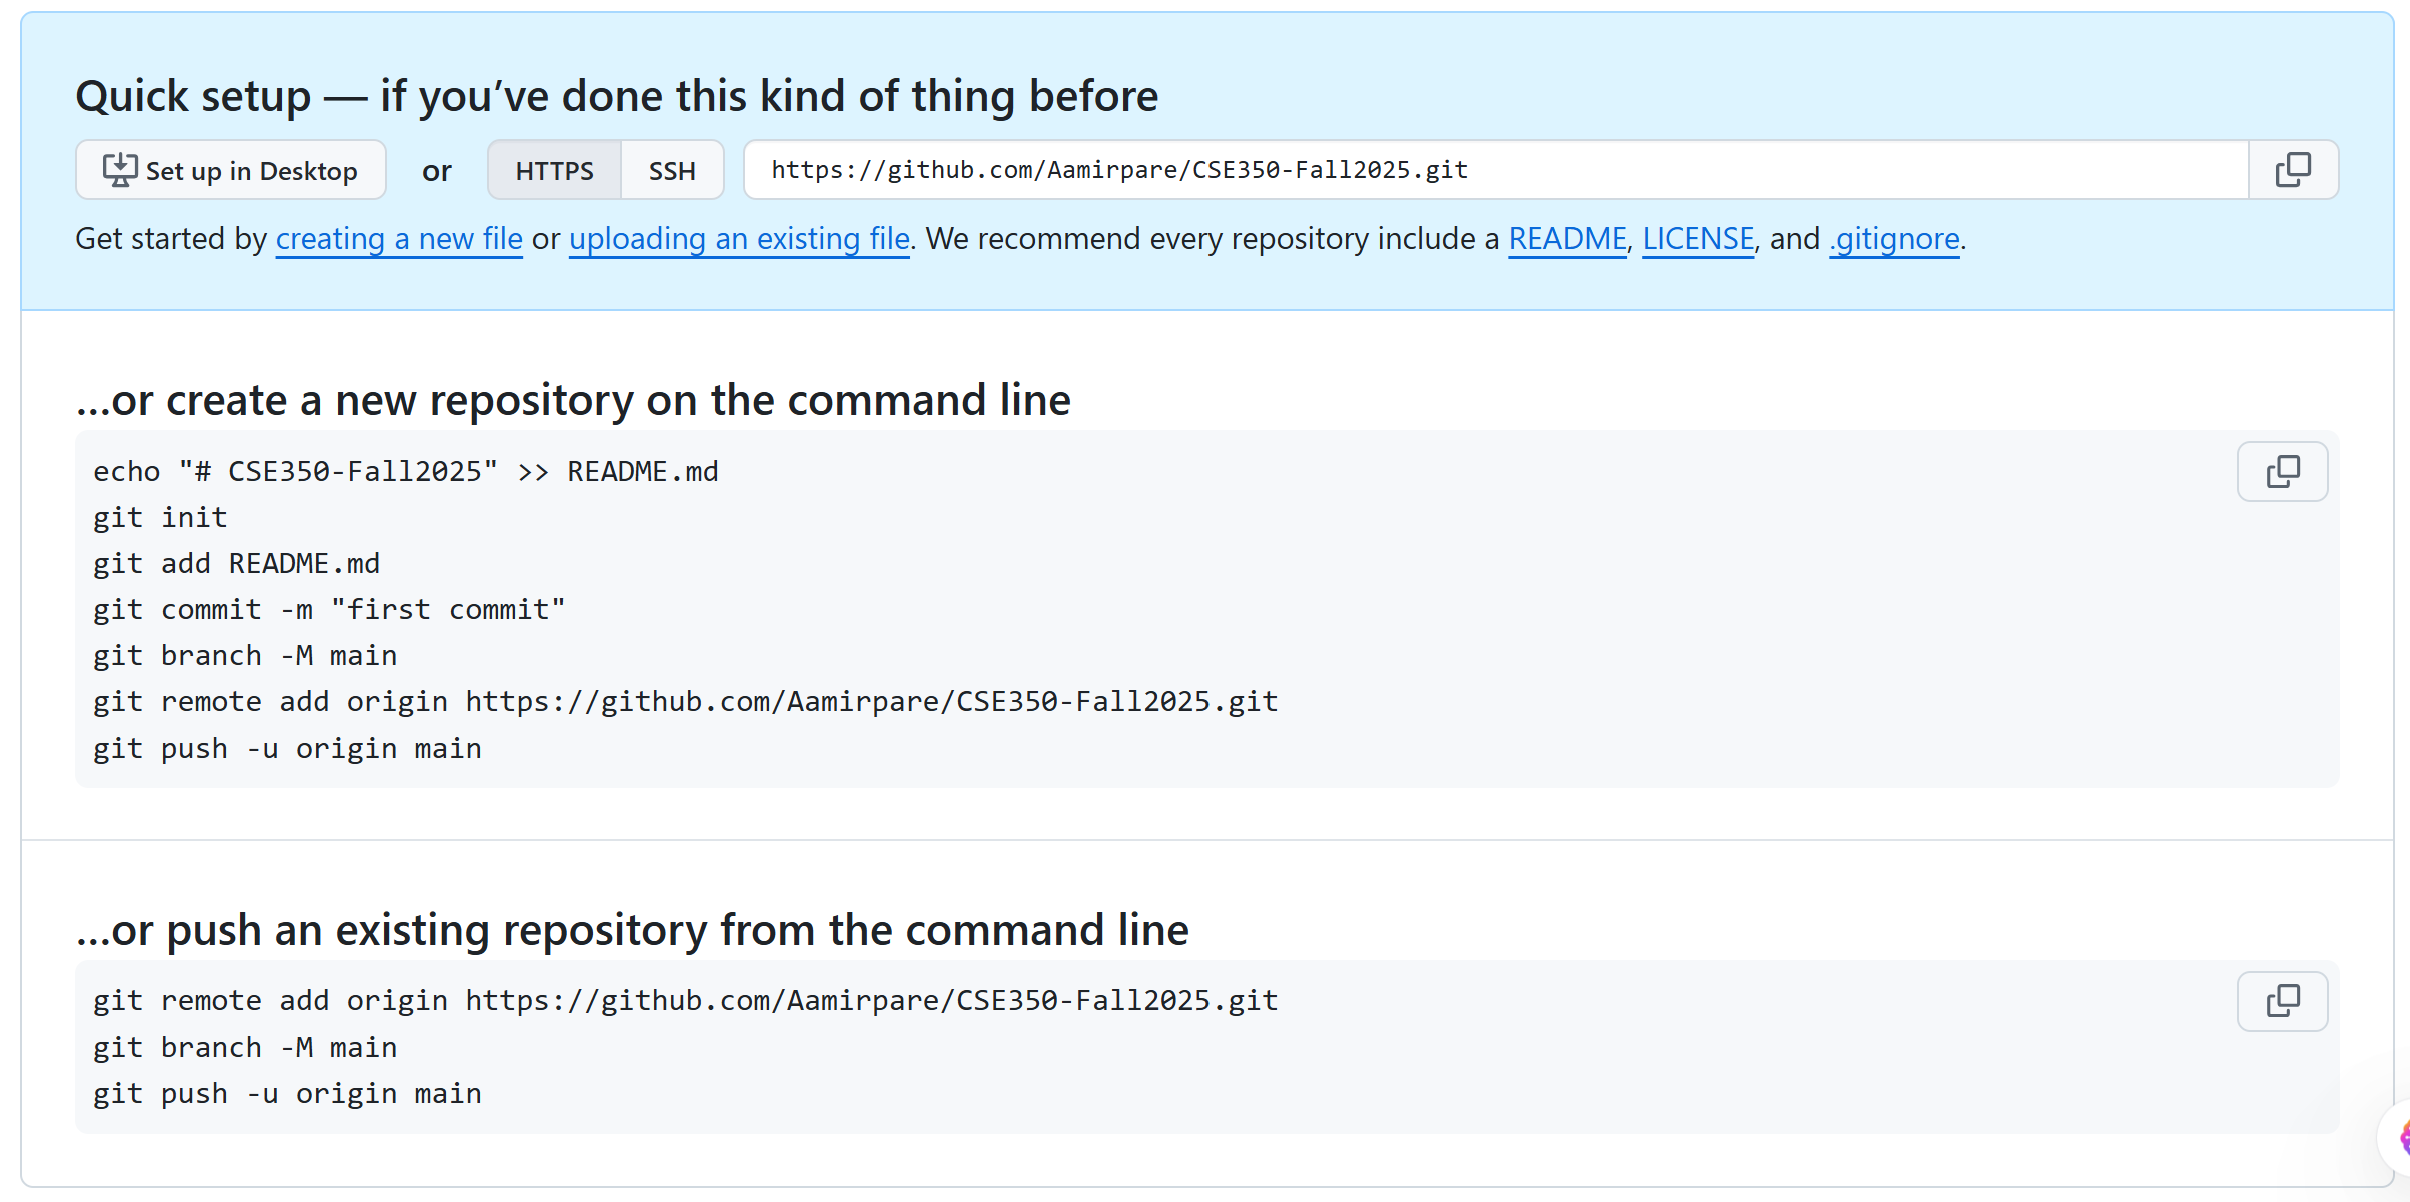 Quick setup — if you’ve done this kind of thing before
Set up in Desktop or HTTPS SSH https://github.com/Aamirpare/CSE350-Fall2025.git
Get started by creating a new file or uploading an existing file. We recommend every repository include a README, LICENSE, and .gitignore.
…or create a new repository on the command line
echo "# CSE350-Fall2025" >> README.md
git init
git add README.md
git commit -m "first commit"
git branch -M main
git remote add origin https://github.com/Aamirpare/CSE350-Fall2025.git
git push -u origin main
…or push an existing repository from the command line
git remote add origin https://github.com/Aamirpare/CSE350-Fall2025.git
git branch -M main
git push -u origin main